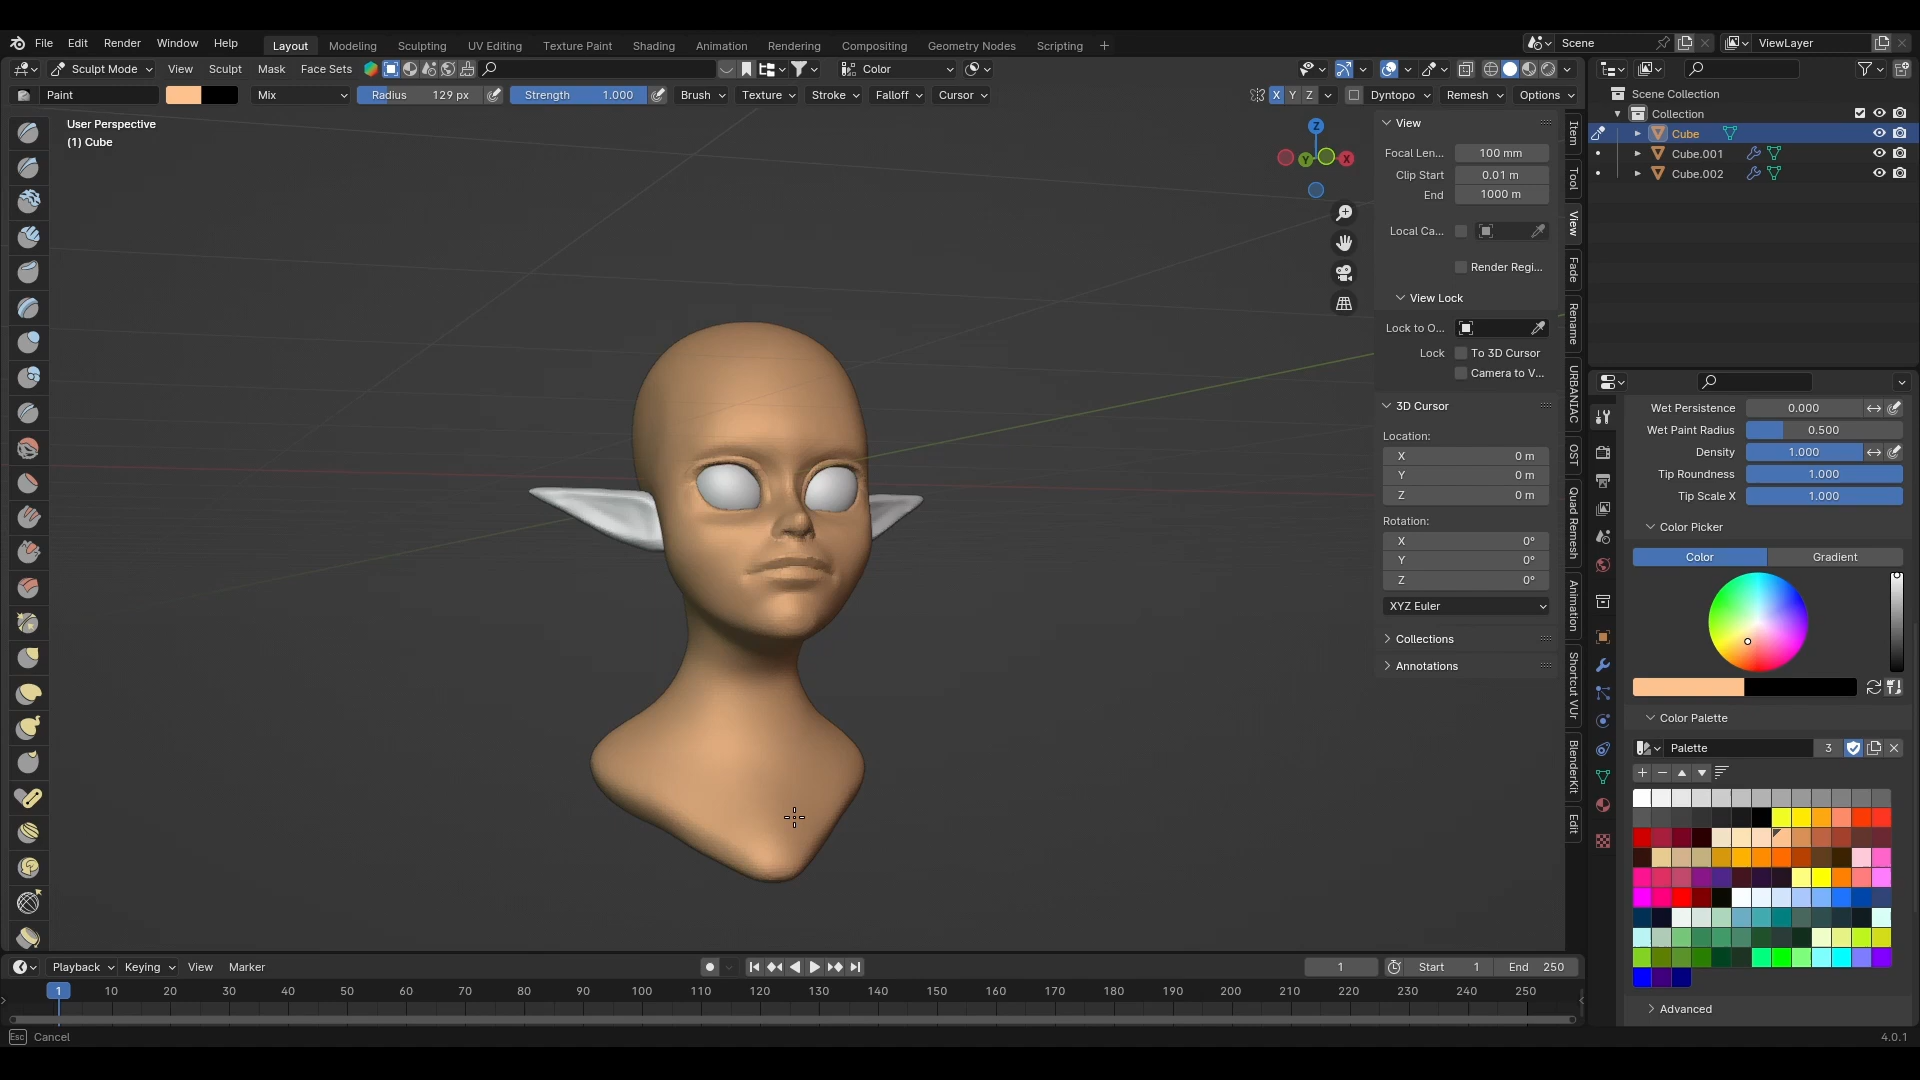 File Edit Render Window Help Layout Modeling Sculpting UV Editing Texture Paint Shading Animation Rendering Compositing Geometry Nodes Scripting + Scene ViewLayer
Sculpt Mode View Sculpt Mask Face Sets Color
Paint Mix Radius 129 px Strength 1.000 Brush Texture Stroke Falloff Cursor X Y Z Dyntopo Remesh Options
User Perspective
(1) Cube
Z
Y
X
View
Focal Len... 100 mm
Clip Start 0.01 m
End 1000 m
Local Ca...
Render Regi...
View Lock
Lock to O...
Lock To 3D Cursor
Camera to V...
3D Cursor
Location:
X 0 m
Y 0 m
Z 0 m
Rotation:
X 0°
Y 0°
Z 0°
XYZ Euler
Collections
Annotations
Item
Tool
View
Fade
Rename
URBANIAC
OST
Quad Remesh
Animation
Shortcut VUr
BlenderKit
Edit
Scene Collection
Collection
Cube
Cube.001
Cube.002
Wet Persistence 0.000
Wet Paint Radius 0.500
Density 1.000
Tip Roundness 1.000
Tip Scale X 1.000
Color Picker
Color Gradient
Color Palette
Palette 3
Advanced
Playback Keying View Marker 1 Start 1 End 250
1 10 20 30 40 50 60 70 80 90 100 110 120 130 140 150 160 170 180 190 200 210 220 230 240 250
Esc Cancel 4.0.1